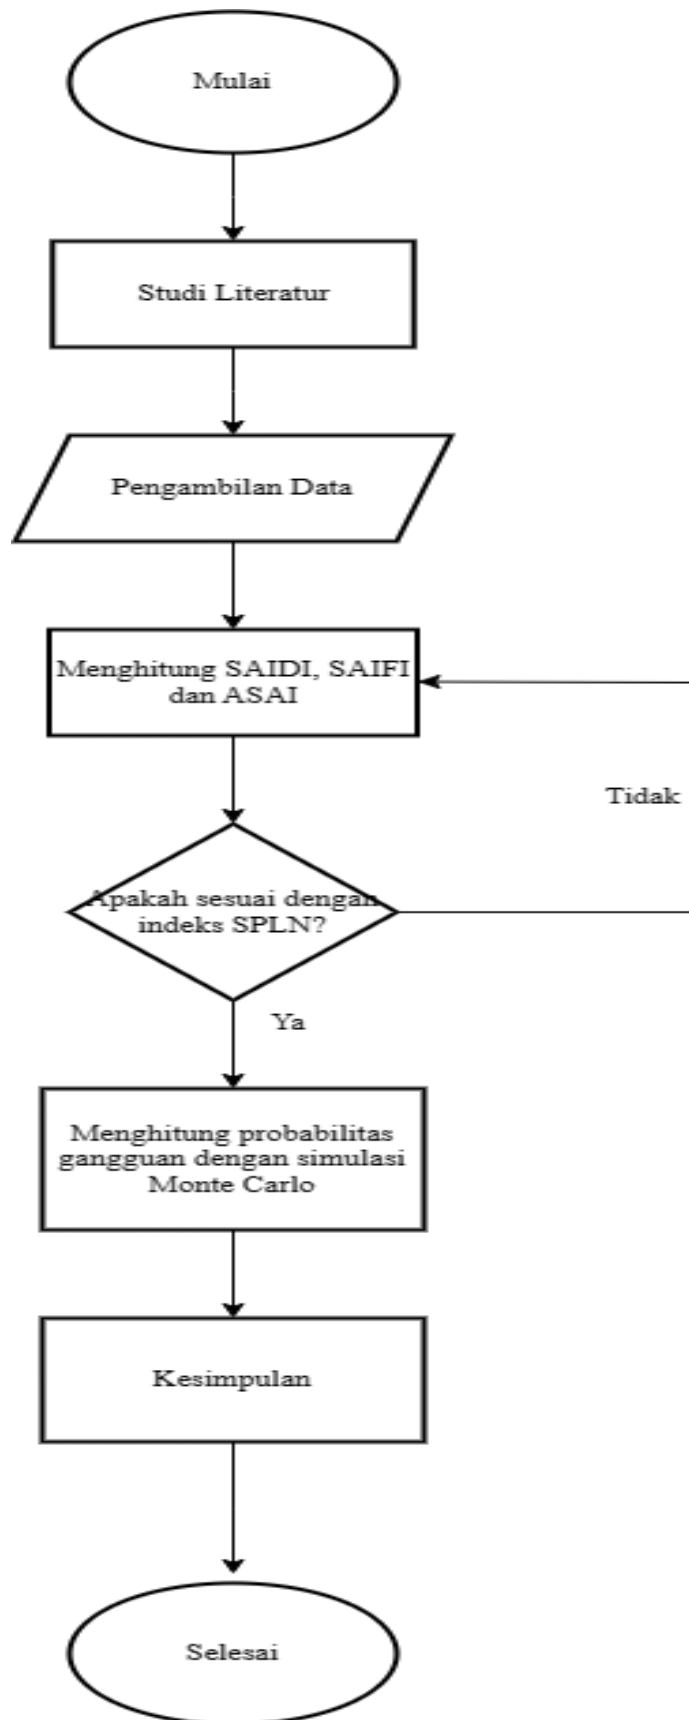 Mulai
Studi Literatur
Pengambilan Data
Menghitung SAIDI, SAIFI
dan ASAI
Tidak
Apakah sesuai dengan
indeks SPLN?
Ya
Menghitung probabilitas
gangguan dengan simulasi
Monte Carlo
Kesimpulan
Selesai